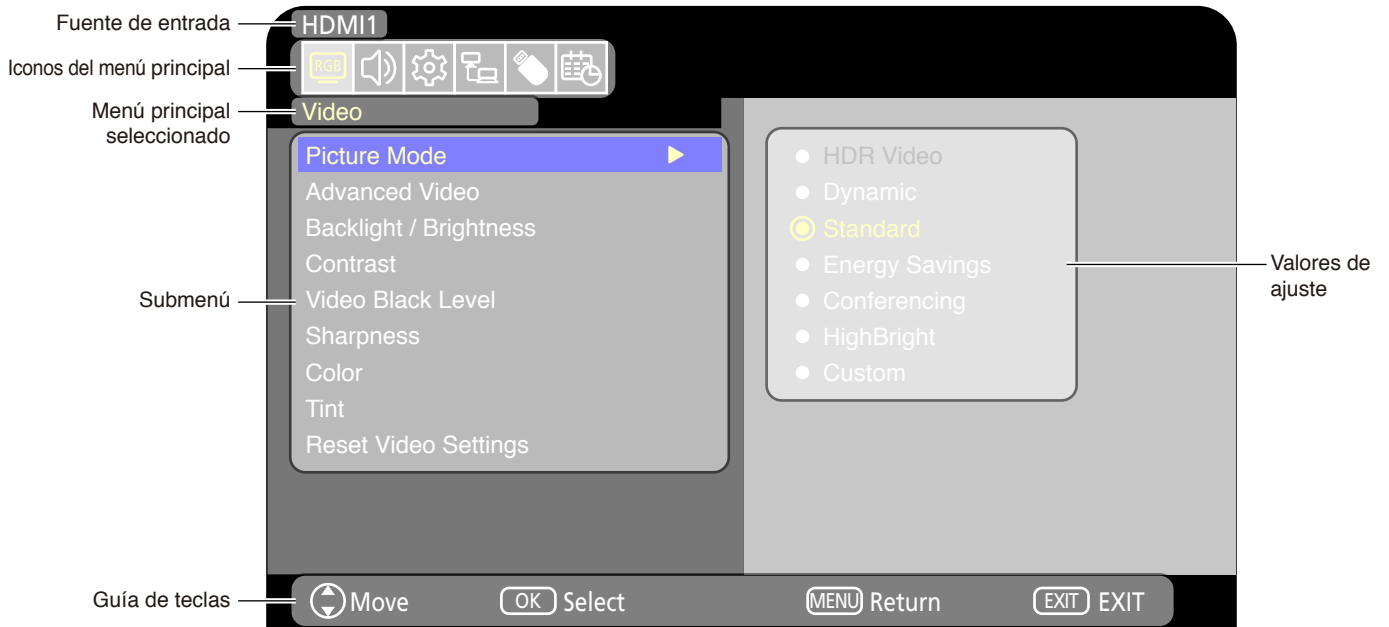 Fuente de entrada
HDMI1
Iconos del menú principal
RGB
Menú principal
seleccionado
Video
Picture Mode
Advanced Video
Backlight / Brightness
Contrast
Submenú
Video Black Level
Sharpness
Color
Tint
Reset Video Settings
HDR Video
Dynamic
Standard
Energy Savings
Conferencing
HighBright
Custom
Valores de
ajuste
Guía de teclas
Move
OK Select
MENU Return
EXIT EXIT